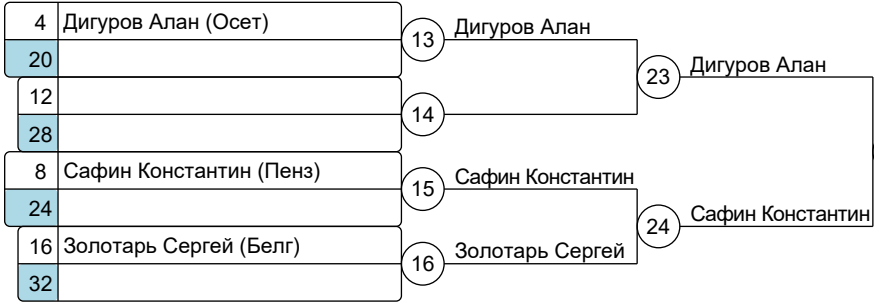 4 Дигуров Алан (Осет)
20
13 Дигуров Алан
12
28
14
23 Дигуров Алан
8 Сафин Константин (Пенз)
24
15 Сафин Константин
16 Золотарь Сергей (Белг)
32
16 Золотарь Сергей
24 Сафин Константин